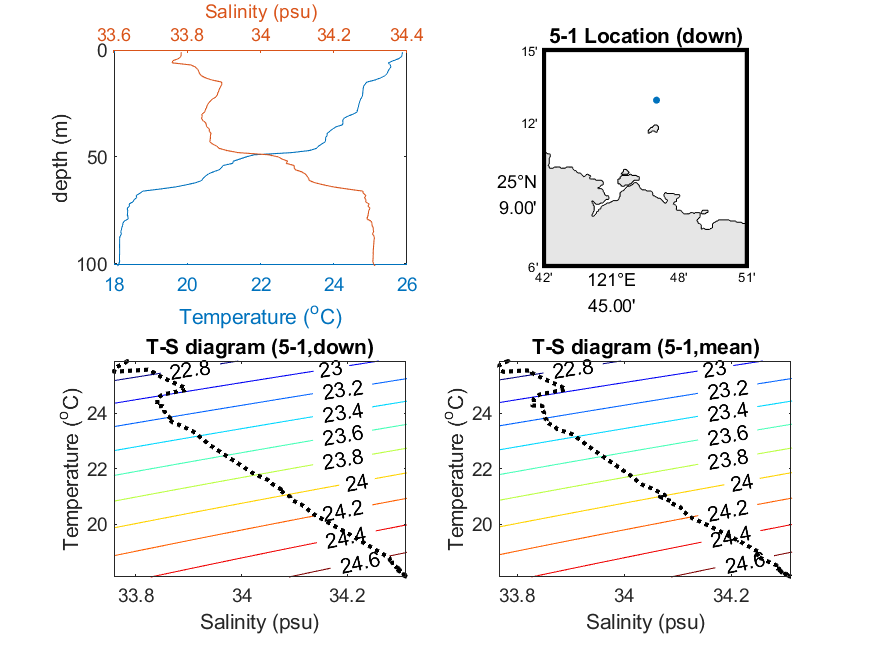 Salinity (psu)
33.6 33.8 34 34.2 34.4
0
50
100
depth (m)
18 20 22 24 26
Temperature (°C)
5-1 Location (down)
15'
12'
25°N
9.00'
6'
42' 121°E 48' 51'
45.00'
T-S diagram (5-1,down)
22.8 23
23.2
23.4
23.6
23.8
24
24.2
24.4
24.6
24
22
20
Temperature (°C)
33.8 34 34.2
Salinity (psu)
T-S diagram (5-1,mean)
22.8 23
23.2
23.4
23.6
23.8
24
24.2
24.4
24.6
24
22
20
Temperature (°C)
33.8 34 34.2
Salinity (psu)